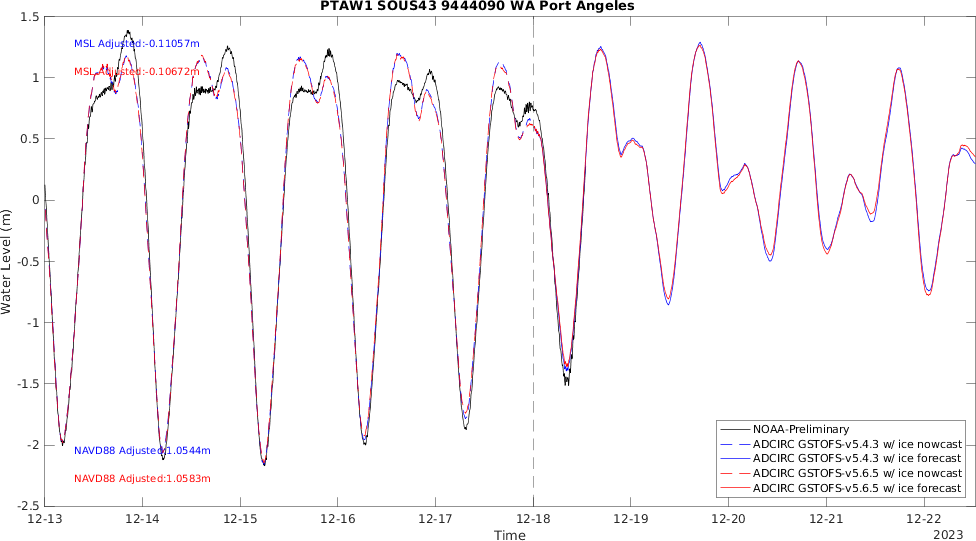 PTAW1 SOUS43 9444090 WA Port Angeles
1.5
1
0.5
0
-0.5
-1
-1.5
-2
-2.5
Water Level (m)
MSL Adjusted:-0.11057m
MSL Adjusted:-0.10672m
NAVD88 Adjusted:1.0544m
NAVD88 Adjusted:1.0583m
NOAA-Preliminary
ADCIRC GSTOFS-v5.4.3 w/ ice nowcast
ADCIRC GSTOFS-v5.4.3 w/ ice forecast
ADCIRC GSTOFS-v5.6.5 w/ ice nowcast
ADCIRC GSTOFS-v5.6.5 w/ ice forecast
12-13 12-14 12-15 12-16 12-17 12-18 12-19 12-20 12-21 12-22
Time
2023